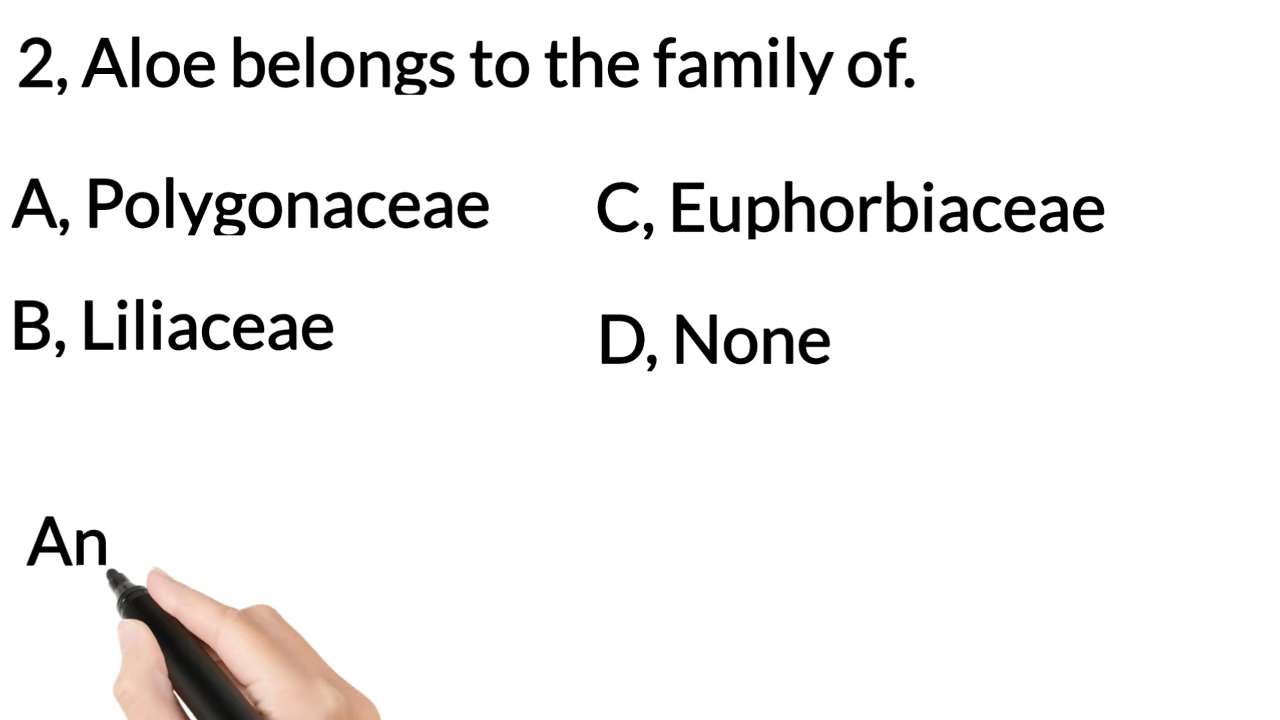 2, Aloe belongs to the family of.
A, Polygonaceae
B, Liliaceae
C, Euphorbiaceae
D, None
An